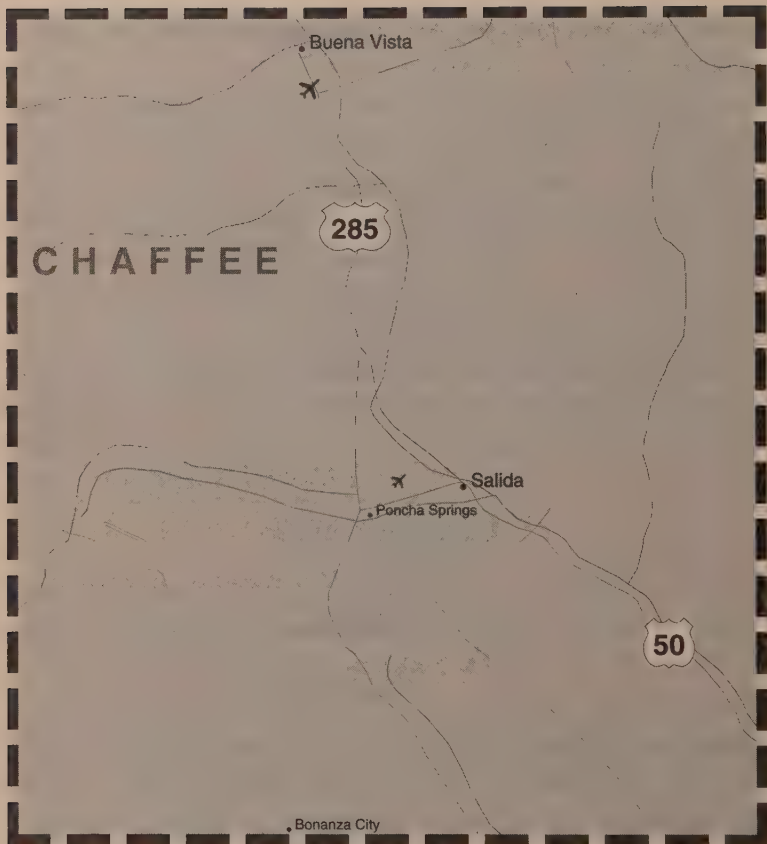 Buena Vista
285
CHAFFEE
Salida
Poncha Springs
50
Bonanza City